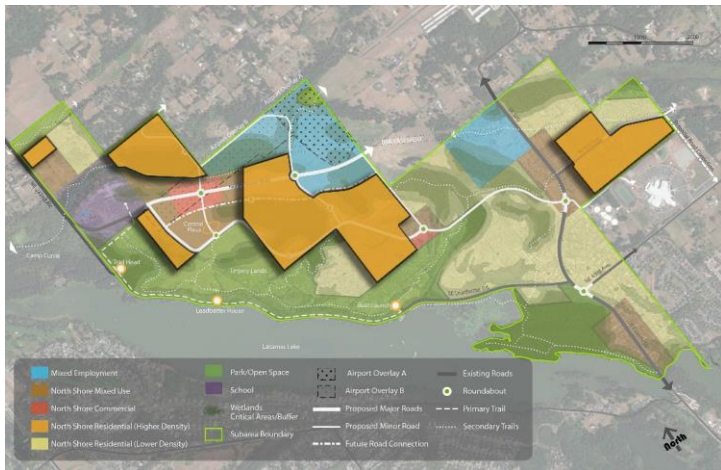 Central
Plaza
Camp Currie
Trail Head
Legacy Lands
Leadbetter House
Lacamas Lake
Mixed Employment
North Shore Mixed Use
North Shore Commercial
North Shore Residential (Higher Density)
North Shore Residential (Lower Density)
Park/Open Space
School
Wetlands
Critical Areas/Buffer
Subarea Boundary
Airport Overlay A
Airport Overlay B
Proposed Major Roads
Proposed Minor Road
Future Road Connection
Existing Roads
Roundabout
Primary Trail
Secondary Trails
North